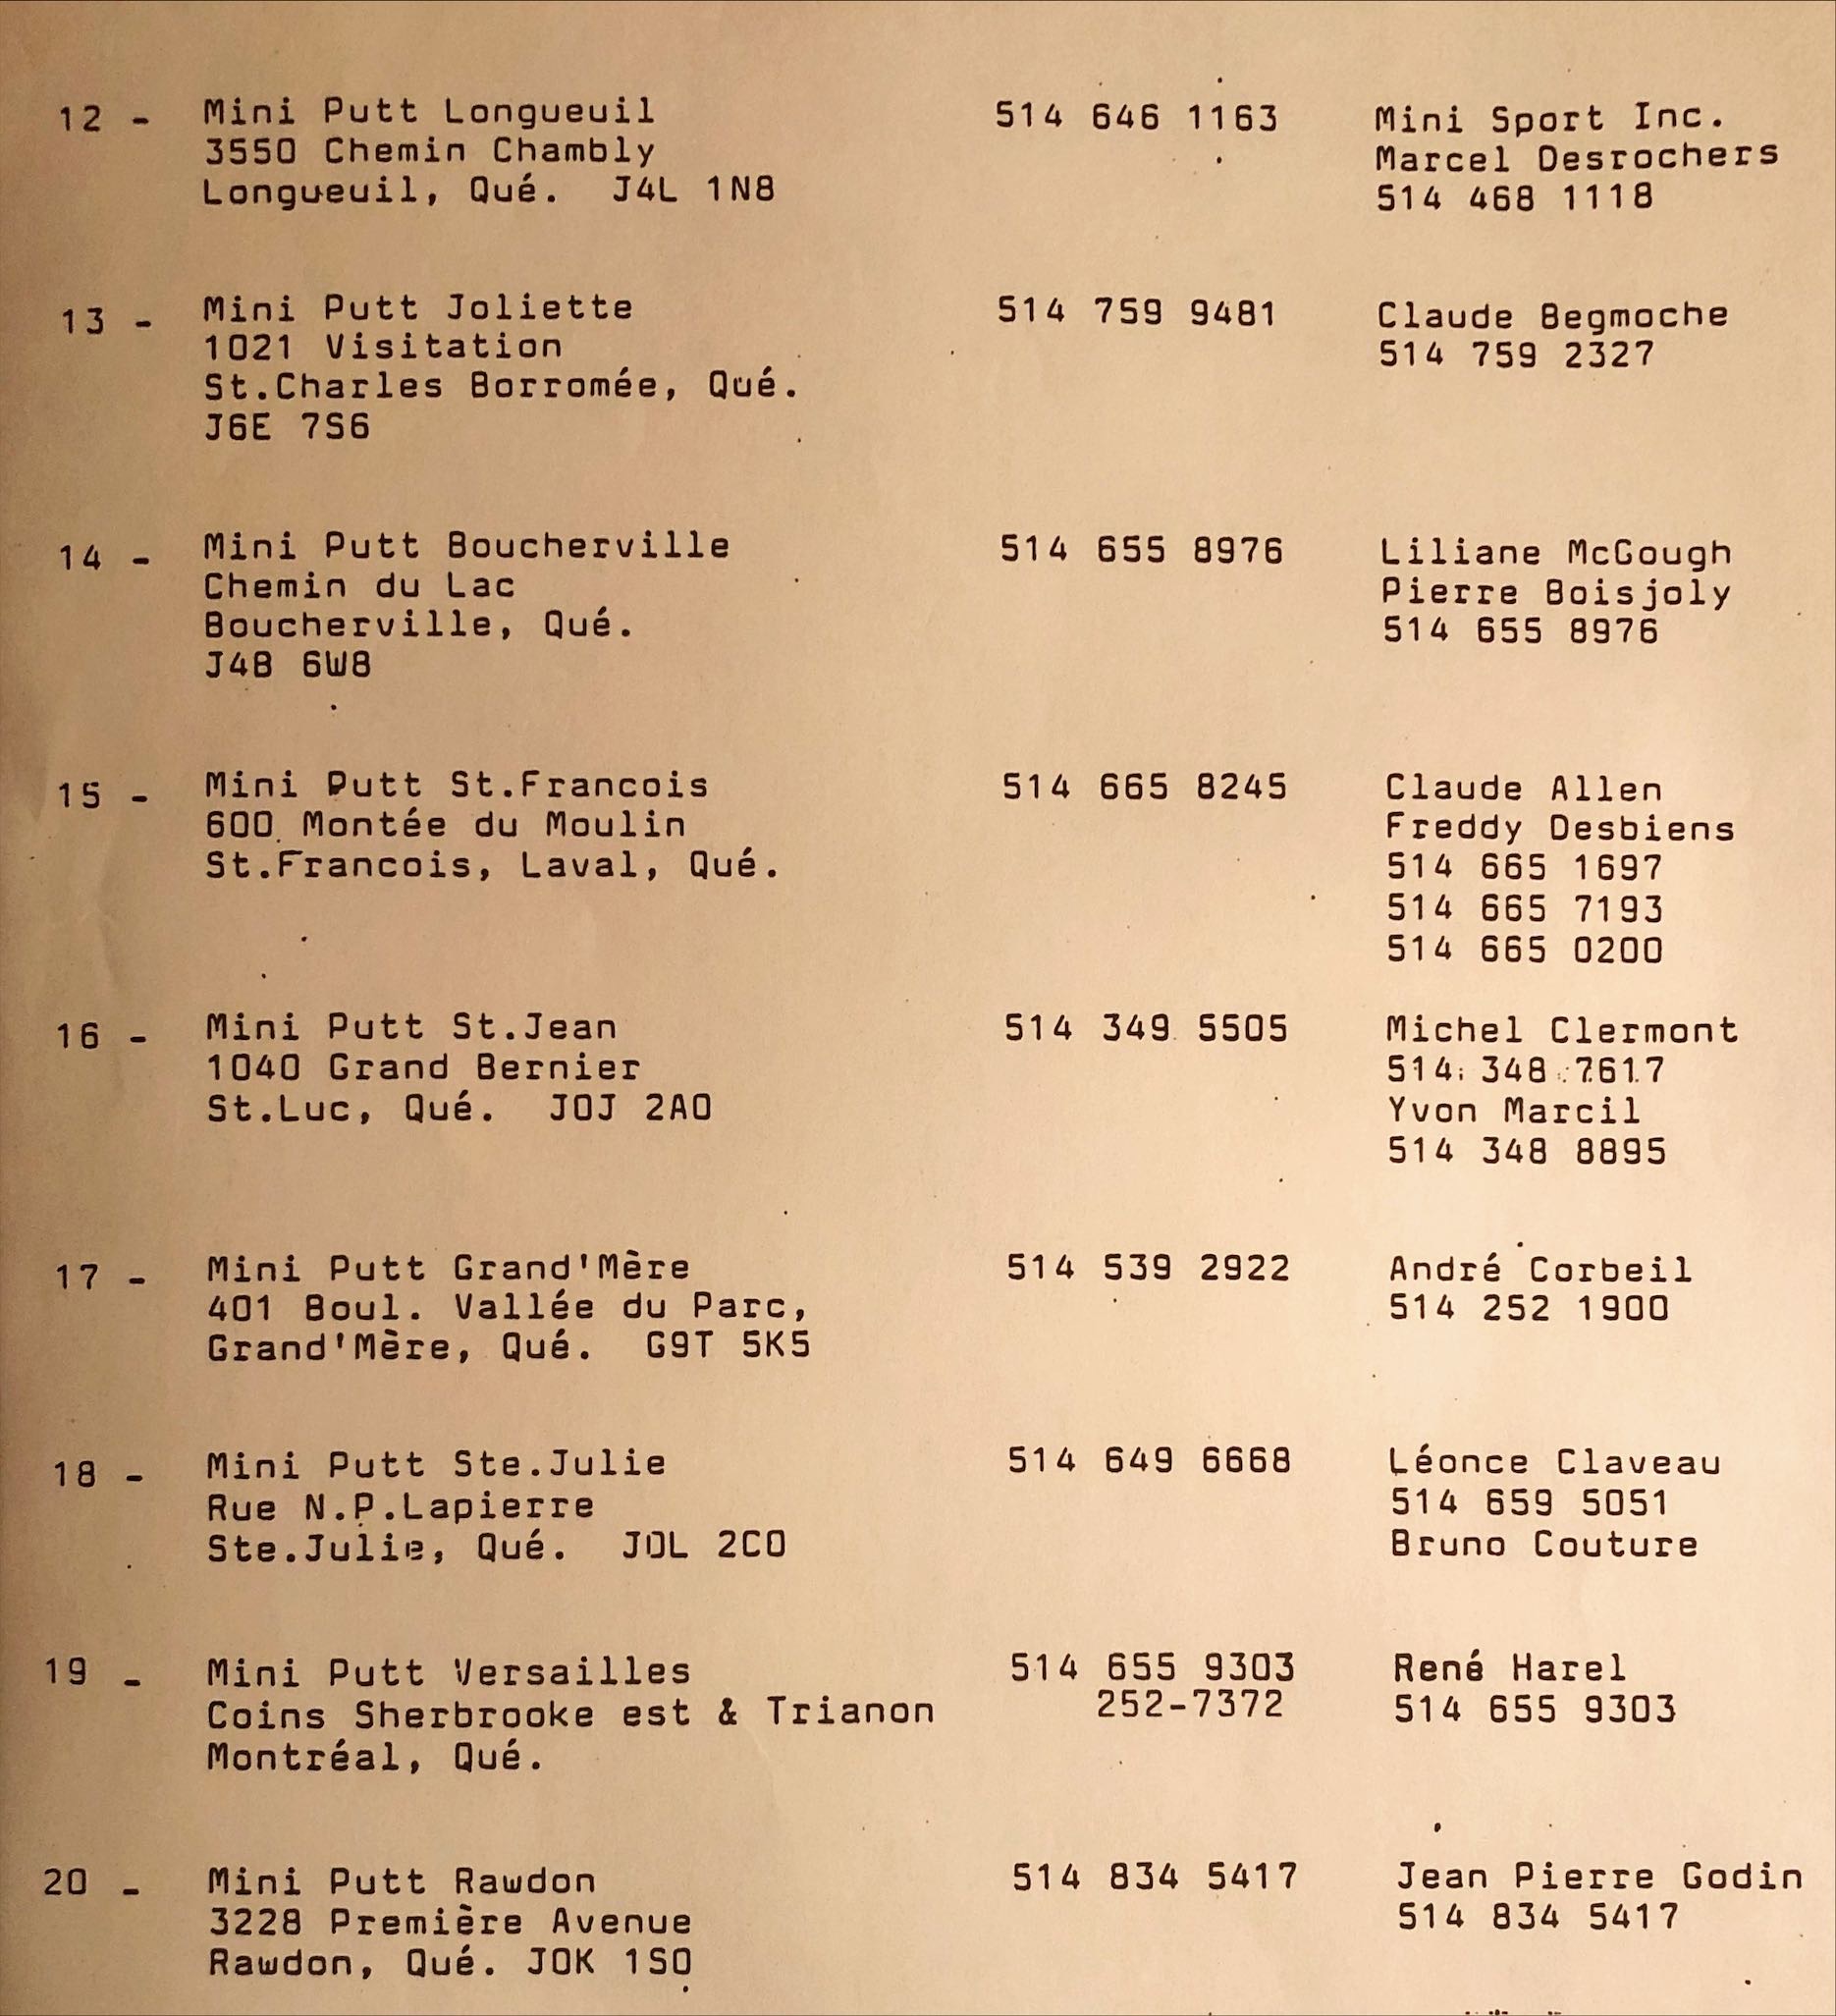 12 - Mini Putt Longueuil 514 646 1163 Mini Sport Inc.
3550 Chemin Chambly Marcel Desrochers
Longueuil, Qué. J4L 1N8 514 468 1118
13 - Mini Putt Joliette 514 759 9481 Claude Begmoche
1021 Visitation 514 759 2327
St.Charles Borromée, Qué.
J6E 7S6
14 - Mini Putt Boucherville 514 655 8976 Liliane McGough
Chemin du Lac Pierre Boisjoly
Boucherville, Qué. 514 655 8976
J4B 6W8
15 - Mini Putt St.Francois 514 665 8245 Claude Allen
600 Montée du Moulin Freddy Desbiens
St.Francois, Laval, Qué. 514 665 1697
514 665 7193
514 665 0200
16 - Mini Putt St.Jean 514 349 5505 Michel Clermont
1040 Grand Bernier 514 348 7617
St.Luc, Qué. J0J 2A0 Yvon Marcil
514 348 8895
17 - Mini Putt Grand'Mère 514 539 2922 André Corbeil
401 Boul. Vallée du Parc, 514 252 1900
Grand'Mère, Qué. G9T 5K5
18 - Mini Putt Ste.Julie 514 649 6668 Léonce Claveau
Rue N.P.Lapierre 514 659 5051
Ste.Julie, Qué. J0L 2C0 Bruno Couture
19 - Mini Putt Versailles 514 655 9303 René Harel
Coins Sherbrooke est & Trianon 252-7372 514 655 9303
Montréal, Qué.
20 - Mini Putt Rawdon 514 834 5417 Jean Pierre Godin
3228 Première Avenue 514 834 5417
Rawdon, Qué. J0K 1S0